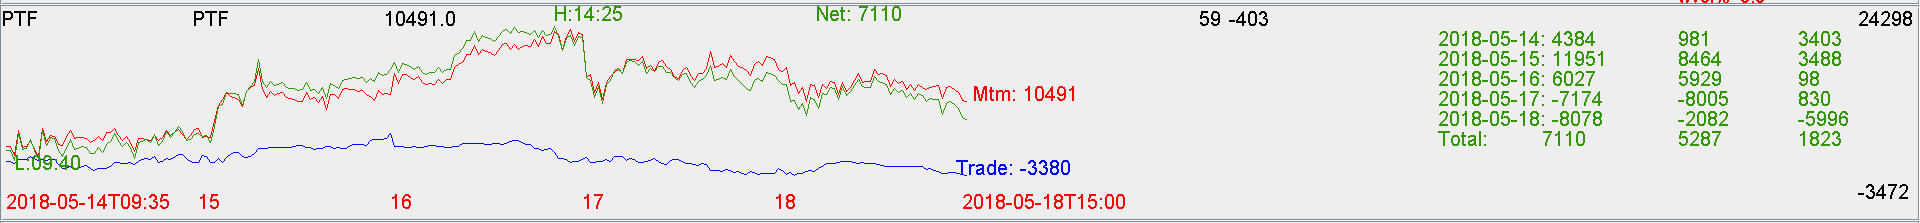 PTF PTF 10491.0 H:14:25 Net: 7110 59 -403 24298
2018-05-14: 4384 981 3403
2018-05-15: 11951 8464 3488
2018-05-16: 6027 5929 98
2018-05-17: -7174 -8005 830
2018-05-18: -8078 -2082 -5996
Total: 7110 5287 1823
Mtm: 10491
L:09:40
Trade: -3380
-3472
2018-05-14T09:35 15 16 17 18 2018-05-18T15:00